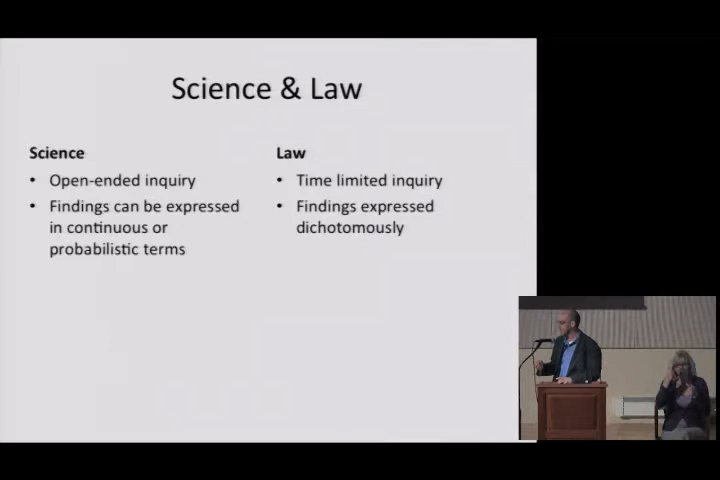 Science & Law
Science
• Open-ended inquiry
• Findings can be expressed
in continuous or
probabilistic terms
Law
• Time limited inquiry
• Findings expressed
dichotomously